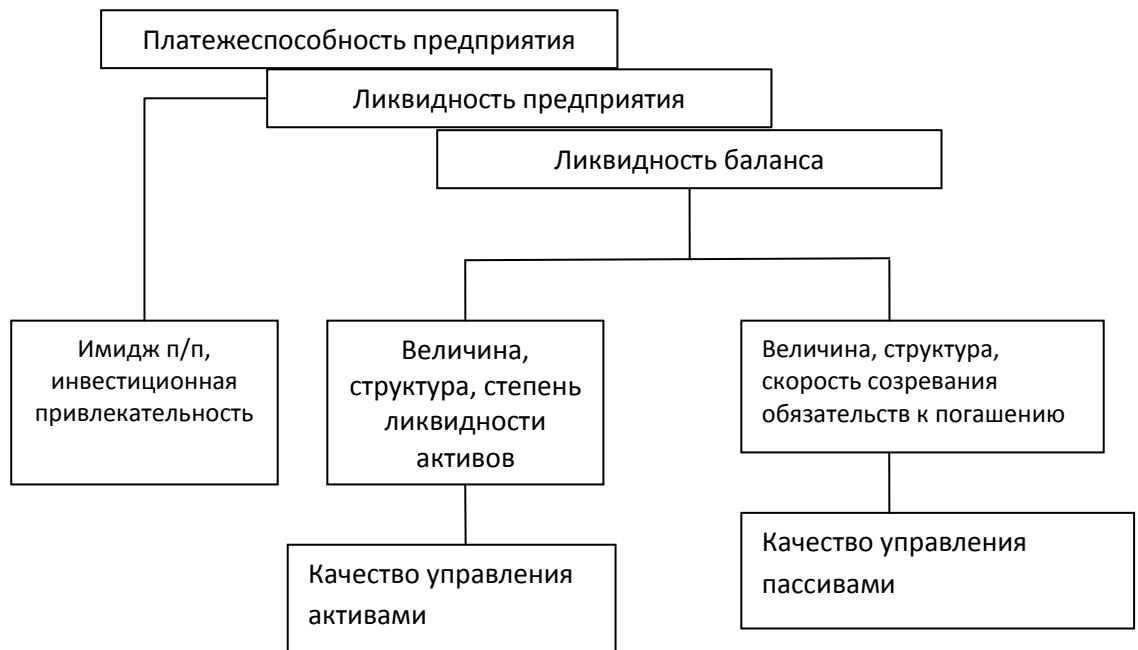 Платежеспособность предприятия
Ликвидность предприятия
Ликвидность баланса
Имидж п/п,
инвестиционная
привлекательность
Величина,
структура, степень
ликвидности
активов
Величина, структура,
скорость созревания
обязательств к погашению
Качество управления
активами
Качество управления
пассивами